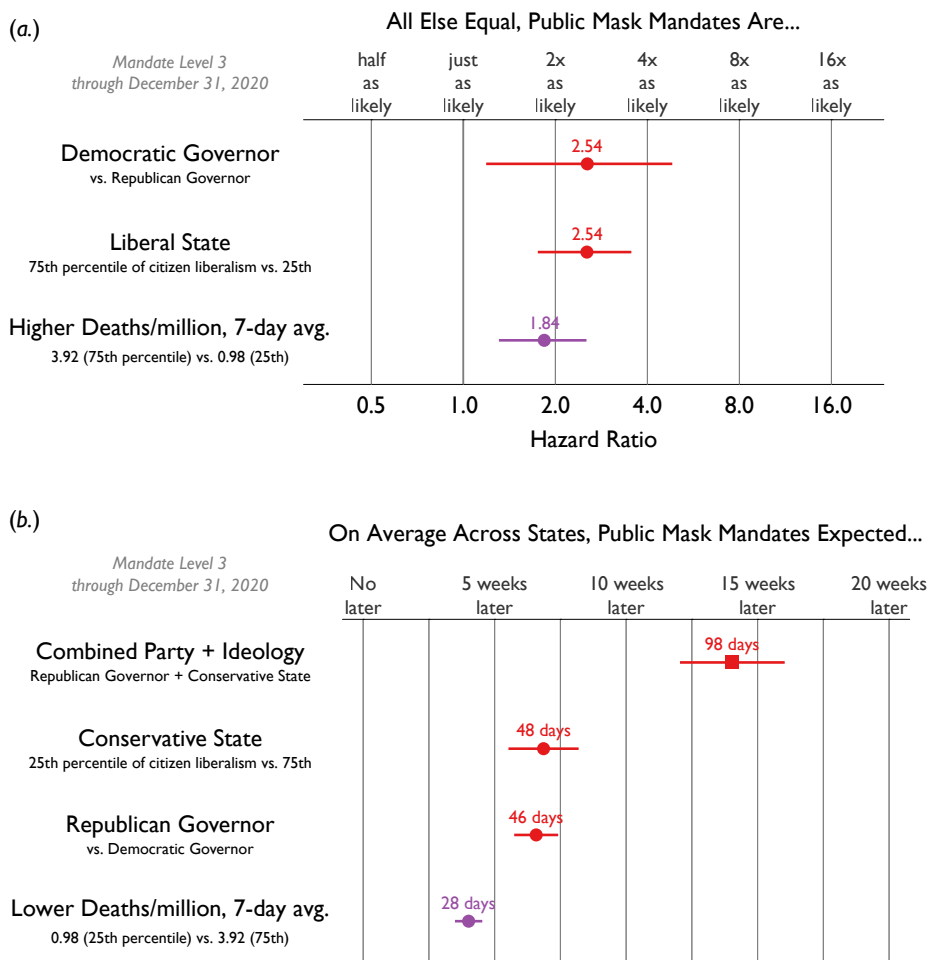 (a.)
All Else Equal, Public Mask Mandates Are...
Mandate Level 3
through December 31, 2020
half as likely
just as likely
2x as likely
4x as likely
8x as likely
16x as likely
Democratic Governor
vs. Republican Governor
2.54
Liberal State
75th percentile of citizen liberalism vs. 25th
2.54
Higher Deaths/million, 7-day avg.
3.92 (75th percentile) vs. 0.98 (25th)
1.84
0.5 1.0 2.0 4.0 8.0 16.0
Hazard Ratio
(b.)
On Average Across States, Public Mask Mandates Expected...
Mandate Level 3
through December 31, 2020
No later
5 weeks later
10 weeks later
15 weeks later
20 weeks later
Combined Party + Ideology
Republican Governor + Conservative State
98 days
Conservative State
25th percentile of citizen liberalism vs. 75th
48 days
Republican Governor
vs. Democratic Governor
46 days
Lower Deaths/million, 7-day avg.
0.98 (25th percentile) vs. 3.92 (75th)
28 days